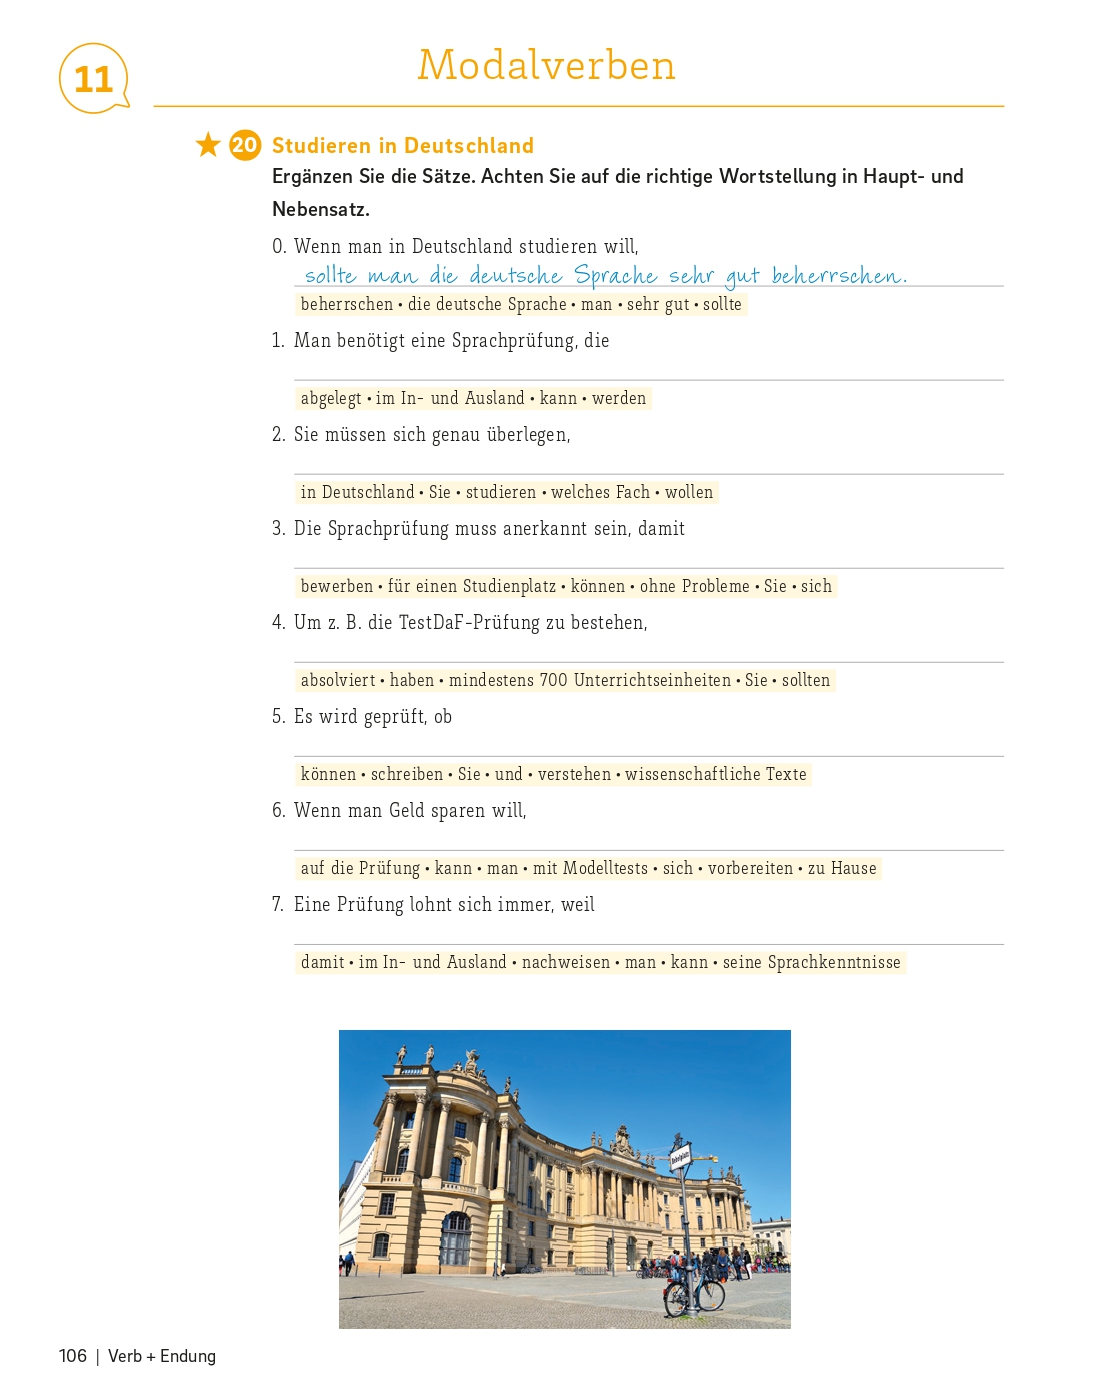 11
Modalverben
20 Studieren in Deutschland
Ergänzen Sie die Sätze. Achten Sie auf die richtige Wortstellung in Haupt- und
Nebensatz.
0. Wenn man in Deutschland studieren will,
sollte man die deutsche Sprache sehr gut beherrschen.
beherrschen • die deutsche Sprache • man • sehr gut • sollte
1. Man benötigt eine Sprachprüfung, die
abgelegt • im In- und Ausland • kann • werden
2. Sie müssen sich genau überlegen,
in Deutschland • Sie • studieren • welches Fach • wollen
3. Die Sprachprüfung muss anerkannt sein, damit
bewerben • für einen Studienplatz • können • ohne Probleme • Sie • sich
4. Um z. B. die TestDaF-Prüfung zu bestehen,
absolviert • haben • mindestens 700 Unterrichtseinheiten • Sie • sollten
5. Es wird geprüft, ob
können • schreiben • Sie • und • verstehen • wissenschaftliche Texte
6. Wenn man Geld sparen will,
auf die Prüfung • kann • man • mit Modelltests • sich • vorbereiten • zu Hause
7. Eine Prüfung lohnt sich immer, weil
damit • im In- und Ausland • nachweisen • man • kann • seine Sprachkenntnisse
Bebelplatz
106 | Verb + Endung